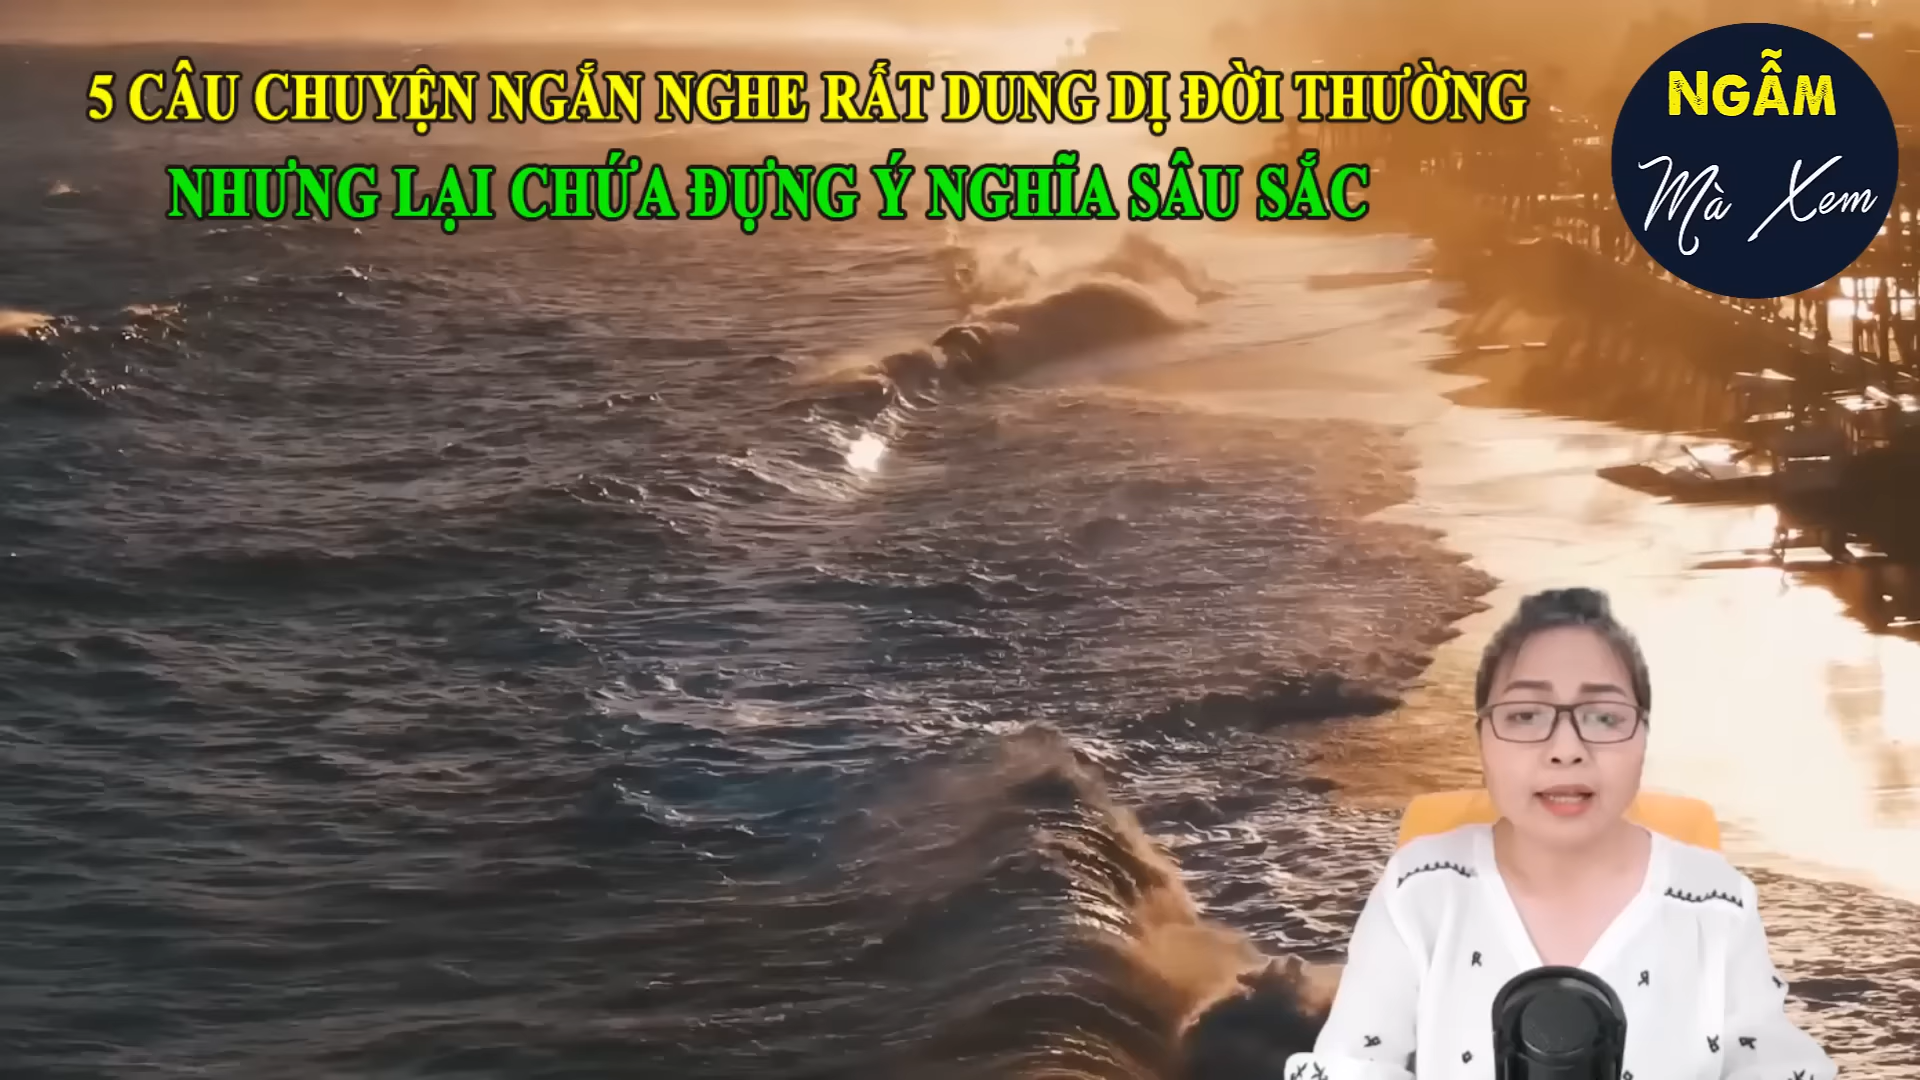 5 CÂU CHUYỆN NGẮN NGHE RẤT DUNG DỊ ĐỜI THƯỜNG
NHƯNG LẠI CHỨA ĐỰNG Ý NGHĨA SÂU SẮC
NGẪM
Mà Xem